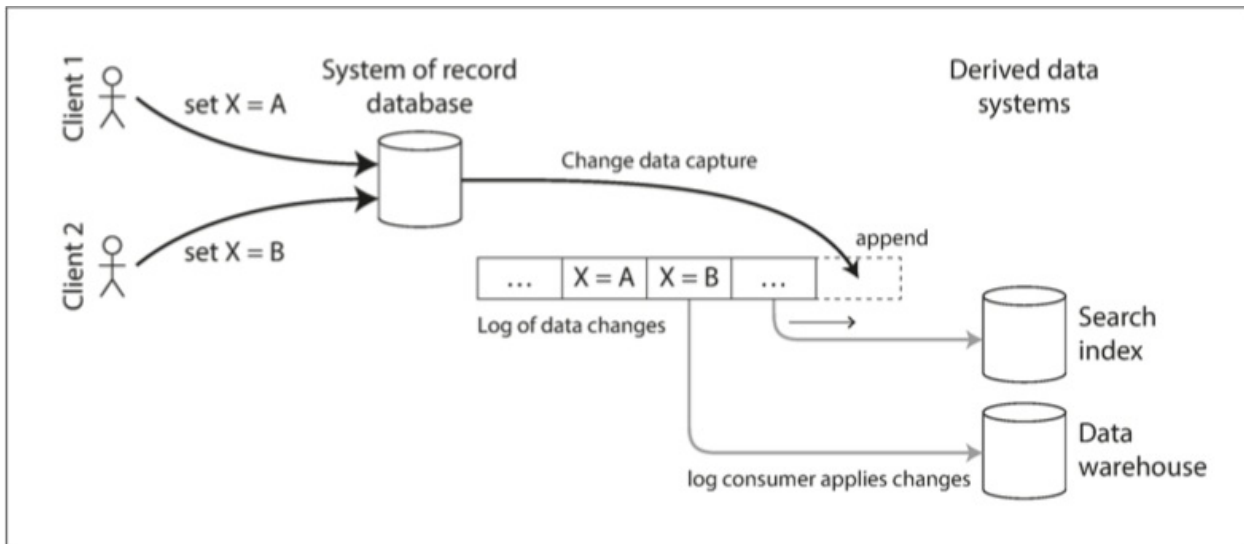 Client 1
set X = A
System of record
database
Derived data
systems
Change data capture
Client 2
set X = B
append
...
X = A
X = B
...
Log of data changes
Search
index
Data
warehouse
log consumer applies changes